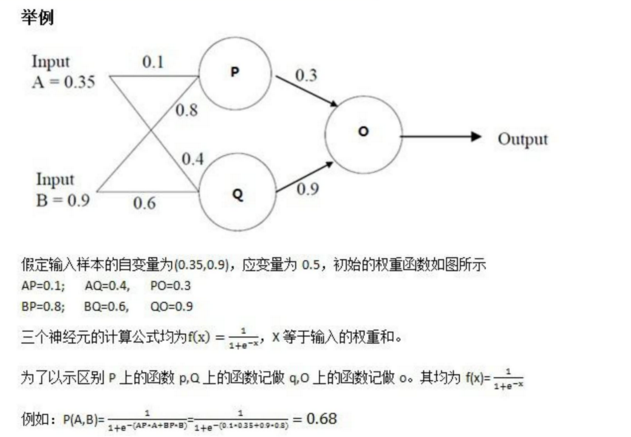 举例
Input
A = 0.35
0.1
P
0.3
0.8
O
Output
0.4
Input
B = 0.9
0.6
Q
0.9
假定输入样本的自变量为(0.35,0.9)，应变量为 0.5，初始的权重函数如图所示
AP=0.1; AQ=0.4, PO=0.3
BP=0.8; BQ=0.6, QO=0.9
三个神经元的计算公式均为f(x) = 1/(1+e^-x)，X 等于输入的权重和。
为了以示区别 P 上的函数 p,Q 上的函数记做 q,O 上的函数记做 o。其均为 f(x)= 1/(1+e^-x)
例如：P(A,B)= 1/(1+e^-(AP*A+BP*B)) = 1/(1+e^-(0.1*0.35+0.9*0.8)) = 0.68